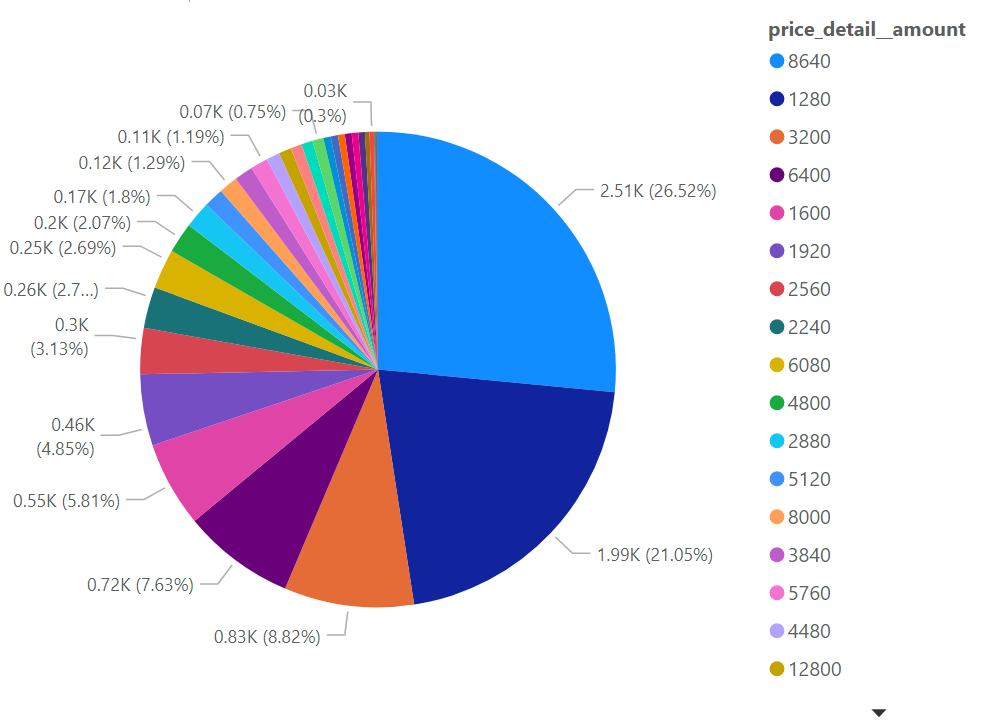 price_detail__amount
8640
1280
3200
6400
1600
1920
2560
2240
6080
4800
2880
5120
8000
3840
5760
4480
12800
0.03K
(0.3%)
0.07K (0.75%)
0.11K (1.19%)
0.12K (1.29%)
0.17K (1.8%)
0.2K (2.07%)
0.25K (2.69%)
0.26K (2.7...)
0.3K
(3.13%)
0.46K
(4.85%)
0.55K (5.81%)
0.72K (7.63%)
0.83K (8.82%)
1.99K (21.05%)
2.51K (26.52%)